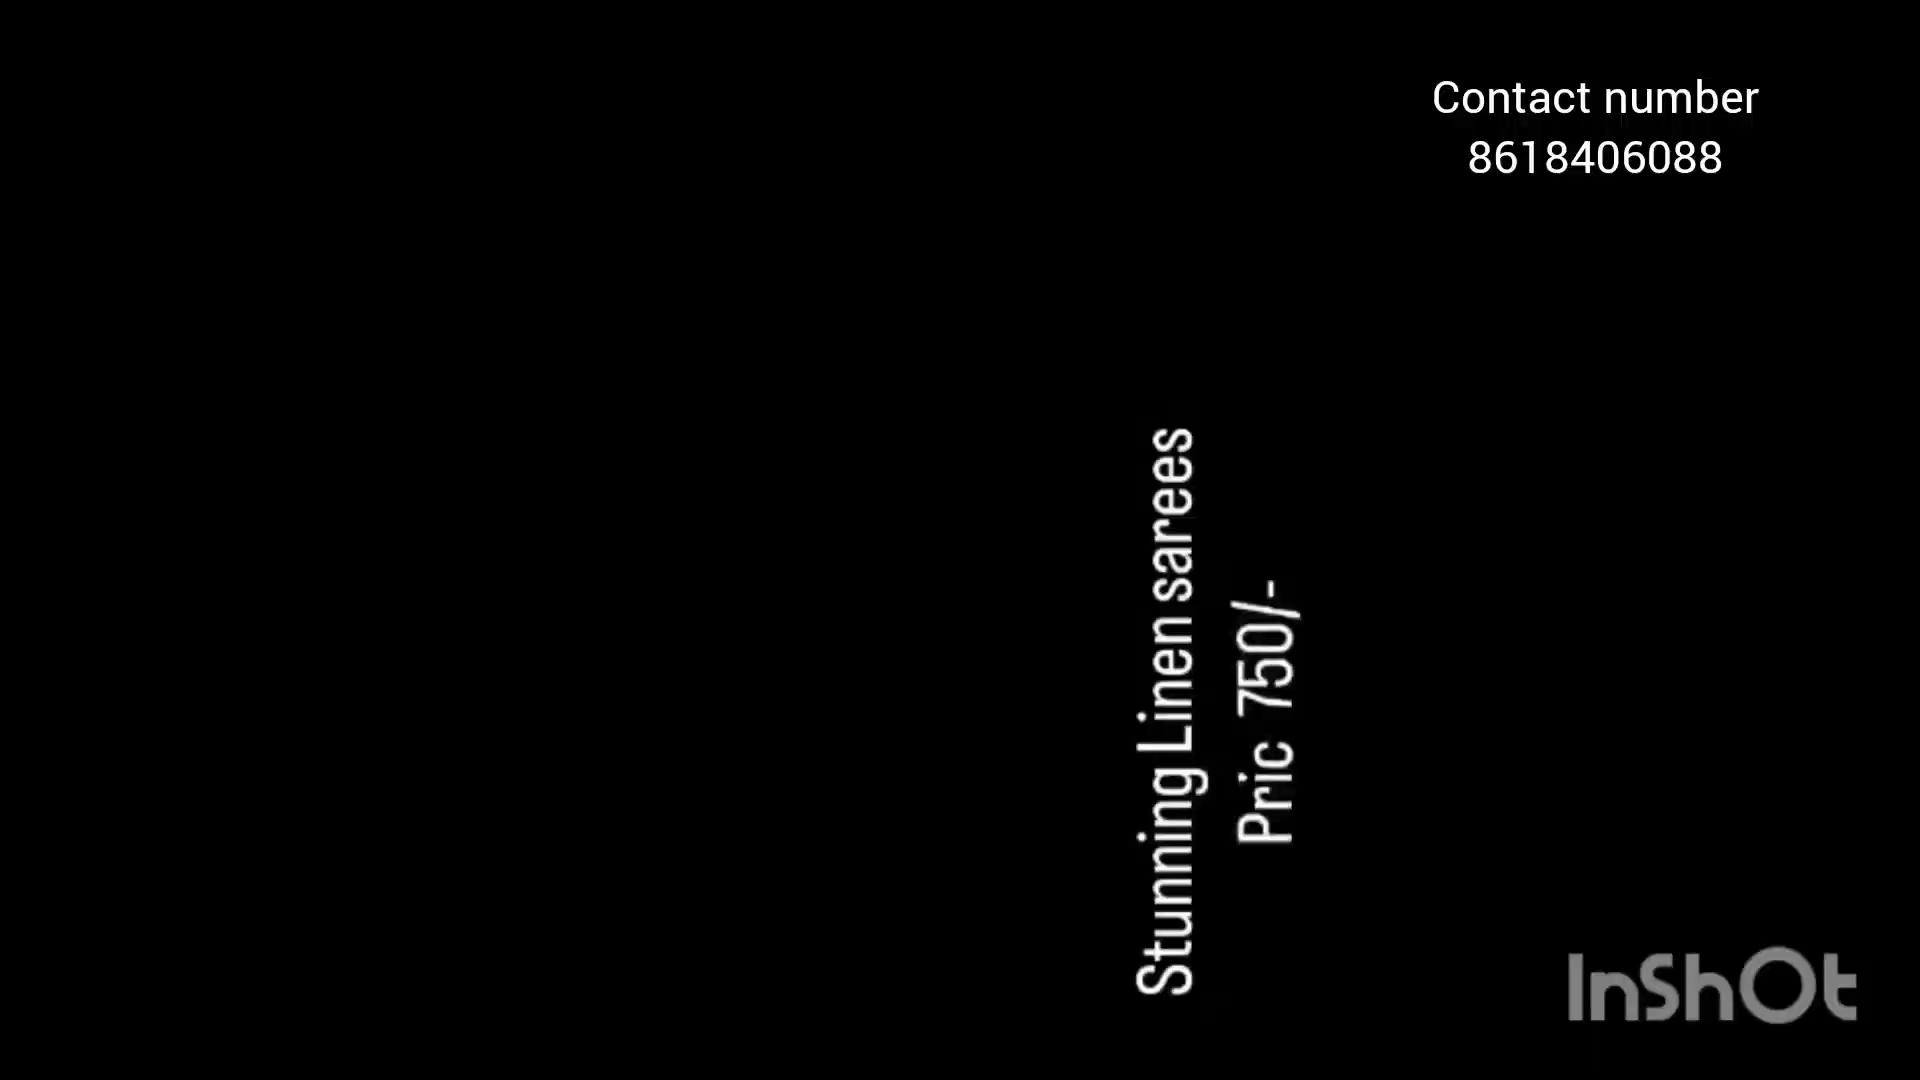 Contact number
8618406088
Stunning Linen sarees
Pric 750/-
InShOt